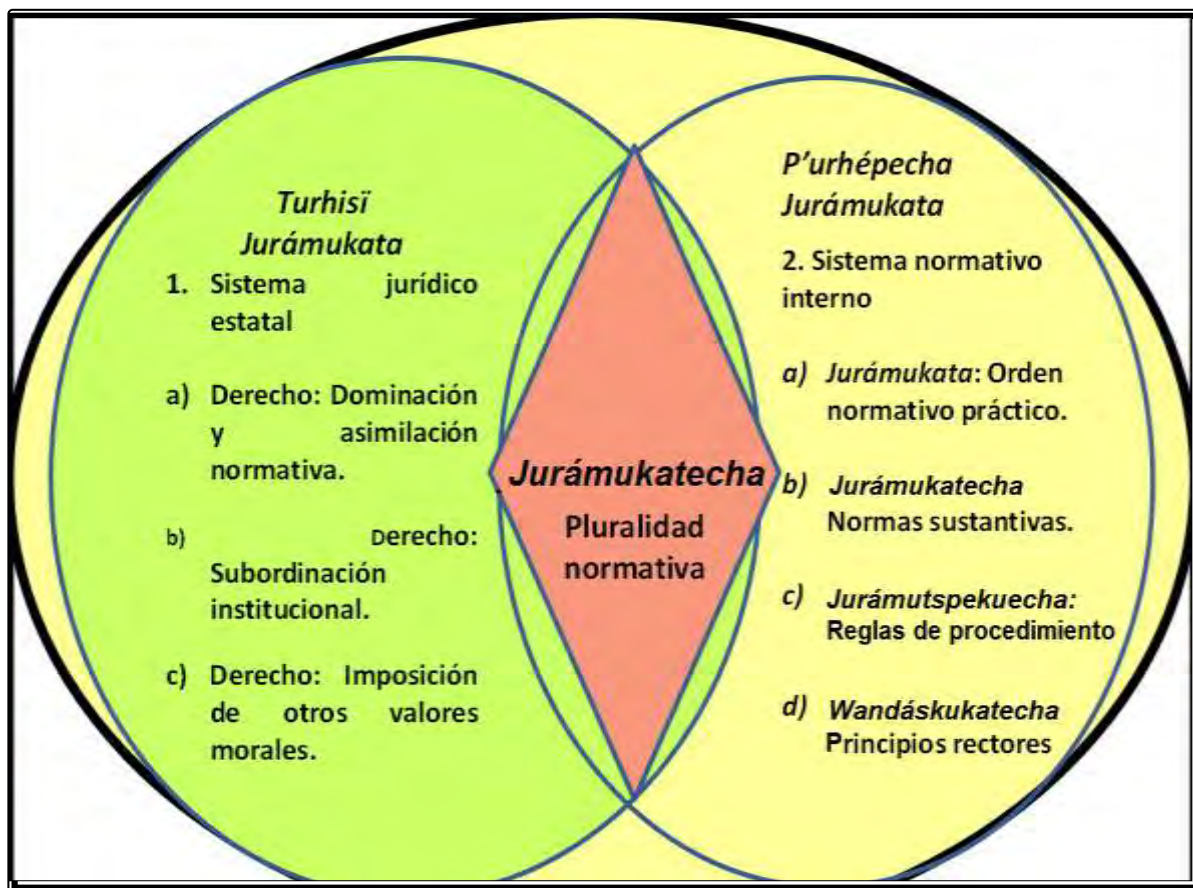 Turhisï
Jurámukata
1. Sistema jurídico
estatal
a) Derecho: Dominación
y asimilación
normativa.
b) Derecho:
Subordinación
institucional.
c) Derecho: Imposición
de otros valores
morales.
Jurámukatecha
Pluralidad
normativa
P'urhépecha
Jurámukata
2. Sistema normativo
interno
a) Jurámukata: Orden
normativo práctico.
b) Jurámukatecha
Normas sustantivas.
c) Jurámutspekuecha:
Reglas de procedimiento
d) Wandáskukatecha
Principios rectores